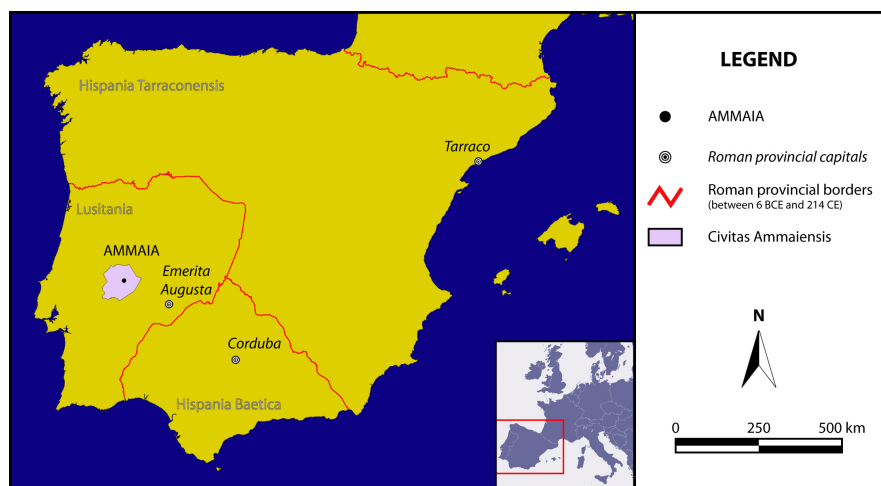 Hispania Tarraconensis
Tarraco
Lusitania
AMMAIA
Emerita
Augusta
Corduba
Hispania Baetica
LEGEND
AMMAIA
Roman provincial capitals
Roman provincial borders
(between 6 BCE and 214 CE)
Civitas Ammaiensis
N
0 250 500 km